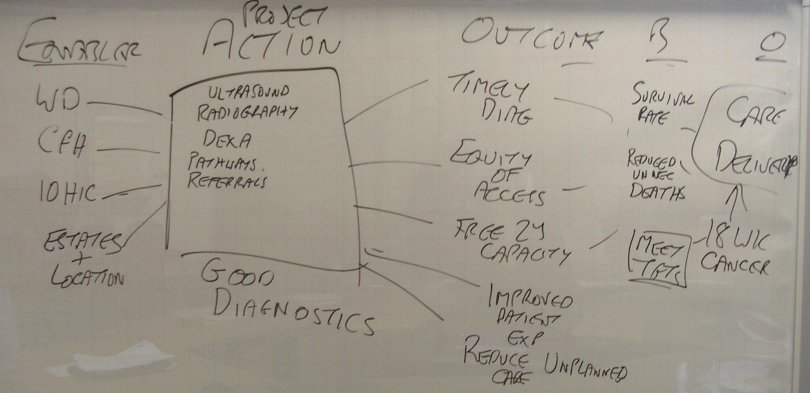 ENABLER
PROJECT
ACTION
OUTCOME
B
O
WD
CPA
IOHIC
ESTATES
+
LOCATION
ULTRASOUND
RADIOGRAPHY
DEXA
PATHWAYS.
REFERRALS
GOOD
DIAGNOSTICS
TIMELY
DIAG
EQUITY
OF
ACCESS
FREE 2Y
CAPACITY
IMPROVED
PATIENT
EXP
REDUCE UNPLANNED
CARE
SURVIVAL
RATE
REDUCED
UNNEC
DEATHS
MEET
TGTS
CARE
DELIVERY
18 WK
CANCER